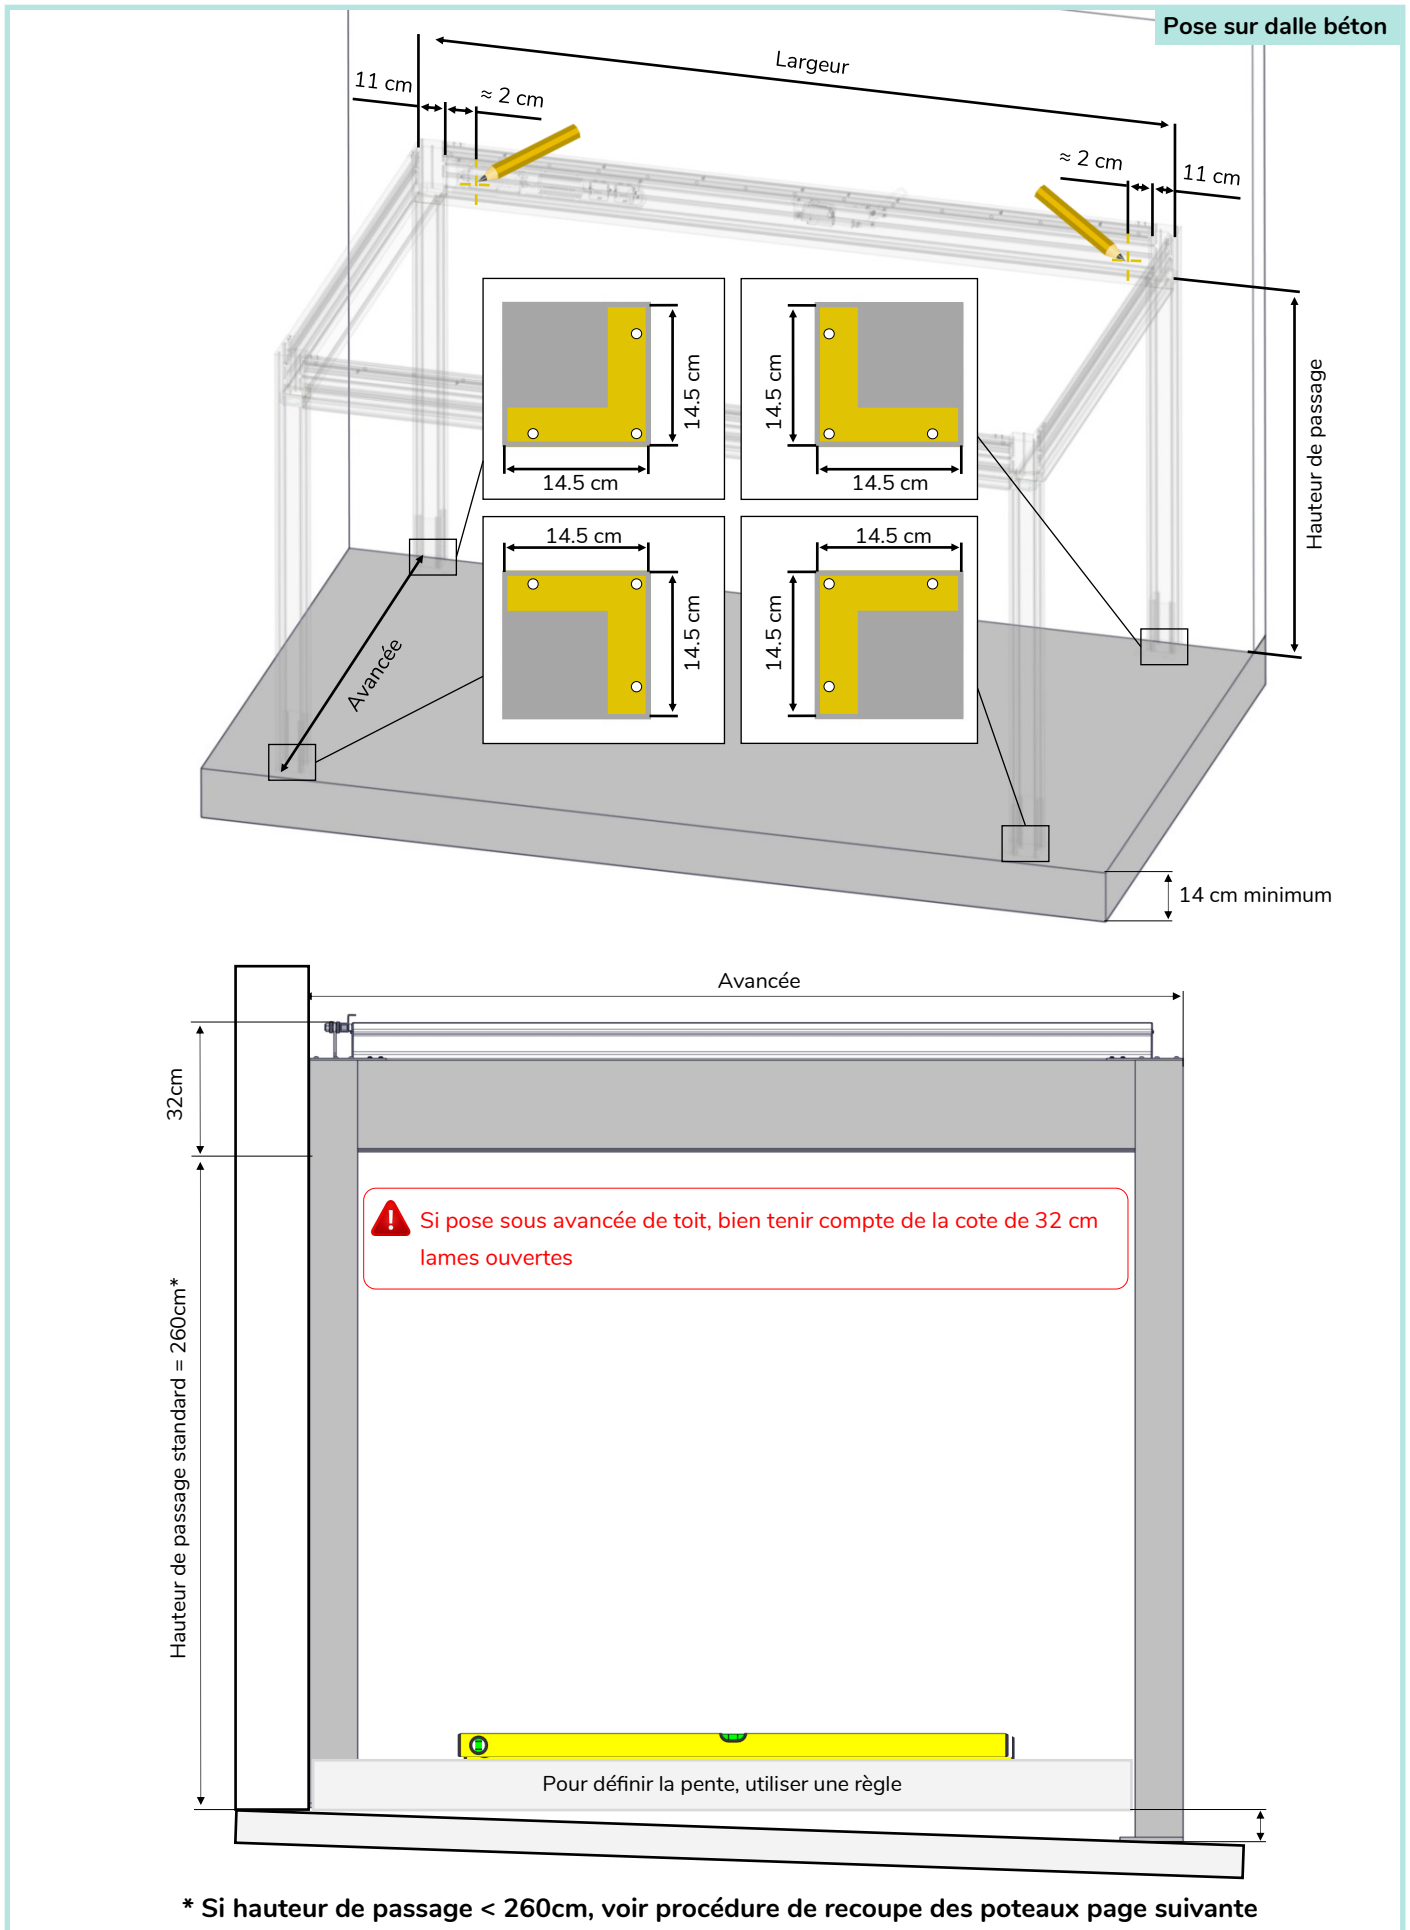 Pose sur dalle béton
Largeur
11 cm
≈ 2 cm
≈ 2 cm
11 cm
14.5 cm
14.5 cm
14.5 cm
14.5 cm
Hauteur de passage
14.5 cm
14.5 cm
14.5 cm
14.5 cm
Avancée
14 cm minimum
Avancée
32cm
Si pose sous avancée de toit, bien tenir compte de la cote de 32 cm
lames ouvertes
Hauteur de passage standard = 260cm*
Pour définir la pente, utiliser une règle
* Si hauteur de passage < 260cm, voir procédure de recoupe des poteaux page suivante